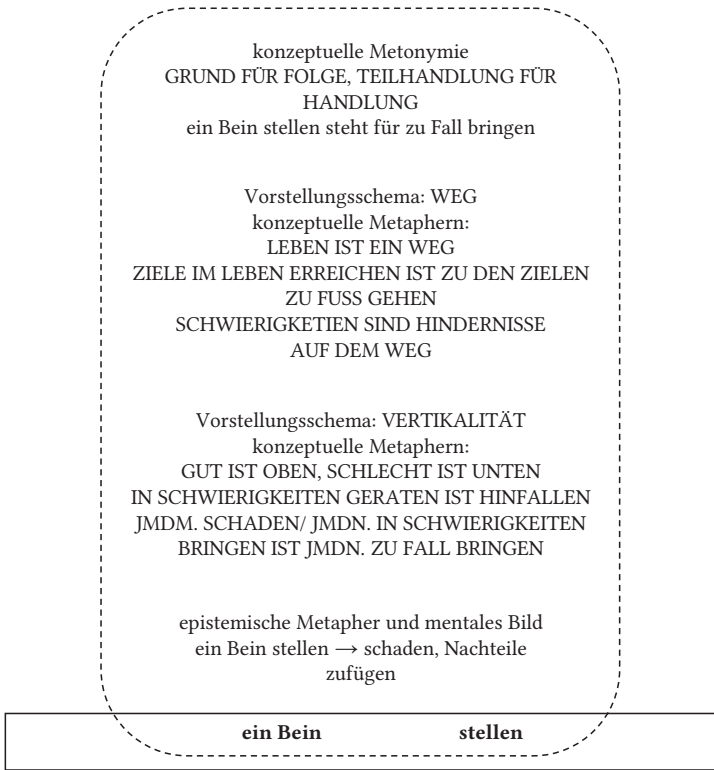 konzeptuelle Metonymie
GRUND FÜR FOLGE, TEILHANDLUNG FÜR
HANDLUNG
ein Bein stellen steht für zu Fall bringen
Vorstellungsschema: WEG
konzeptuelle Metaphern:
LEBEN IST EIN WEG
ZIELE IM LEBEN ERREICHEN IST ZU DEN ZIELEN
ZU FUSS GEHEN
SCHWIERIGKETIEN SIND HINDERNISSE
AUF DEM WEG
Vorstellungsschema: VERTIKALITÄT
konzeptuelle Metaphern:
GUT IST OBEN, SCHLECHT IST UNTEN
IN SCHWIERIGKEITEN GERATEN IST HINFALLEN
JMDM. SCHADEN/ JMDN. IN SCHWIERIGKEITEN
BRINGEN IST JMDN. ZU FALL BRINGEN
epistemische Metapher und mentales Bild
ein Bein stellen → schaden, Nachteile
zufügen
ein Bein stellen